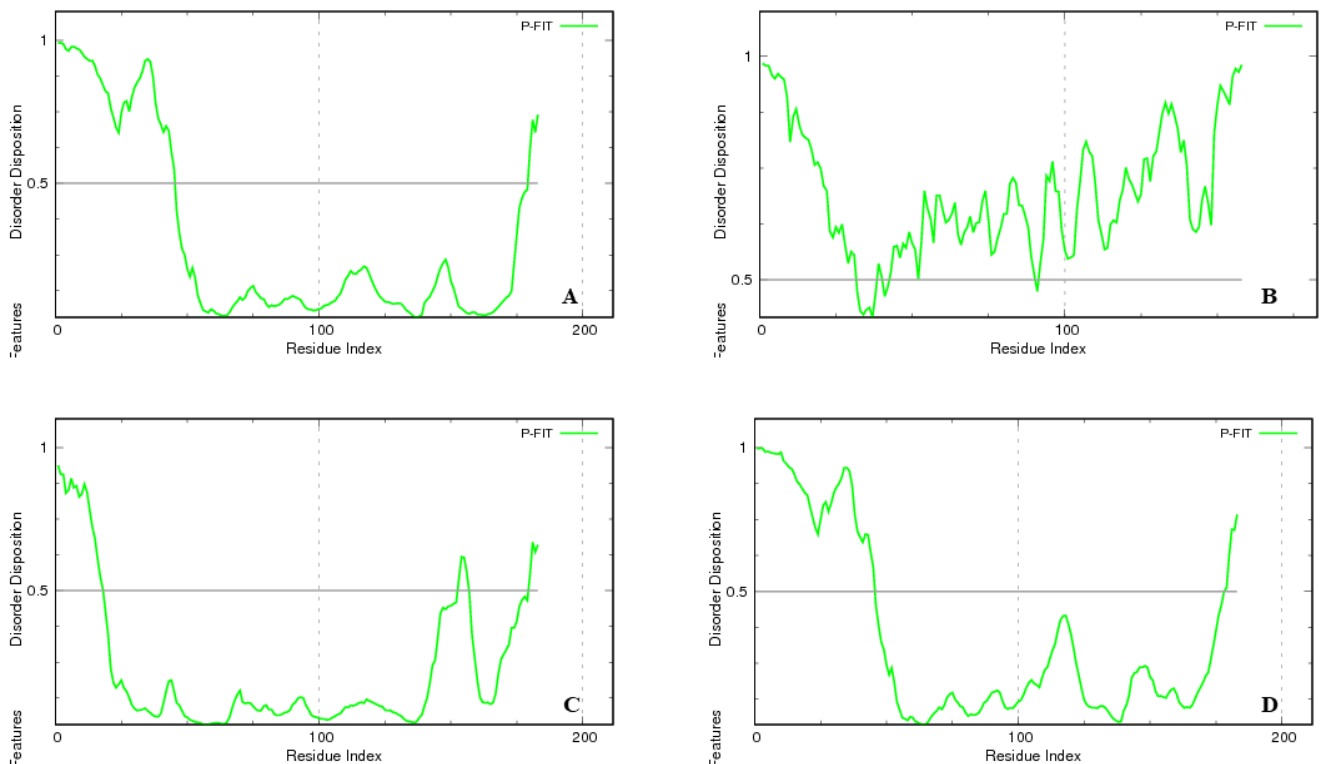 P-FIT
1
Disorder Disposition
0.5
Features
A
0
100
200
Residue Index
P-FIT
1
Disorder Disposition
0.5
Features
B
0
100
Residue Index
P-FIT
1
Disorder Disposition
0.5
Features
C
0
100
200
Residue Index
P-FIT
1
Disorder Disposition
0.5
Features
D
0
100
200
Residue Index